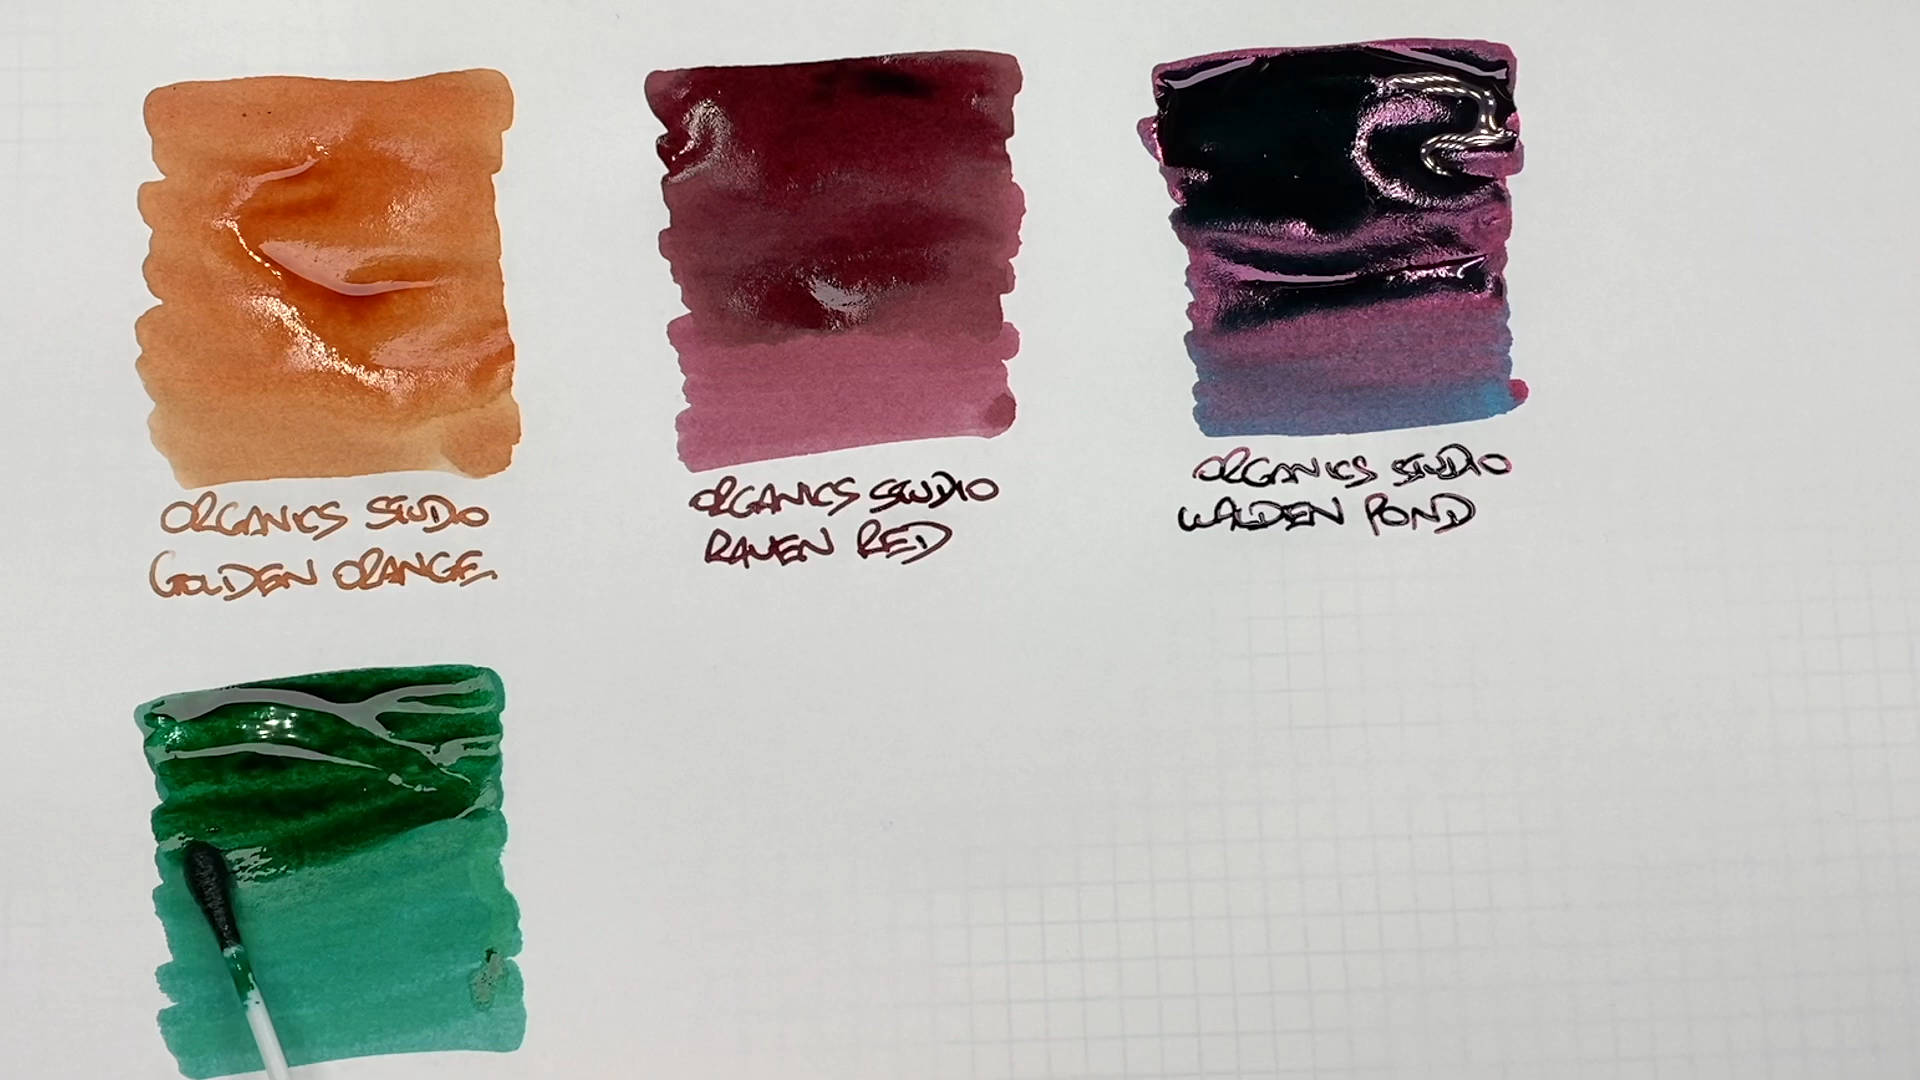 ORGANICS STUDIO
GOLDEN ORANGE
ORGANICS STUDIO
RAVEN RED
ORGANICS STUDIO
WALDEN POND